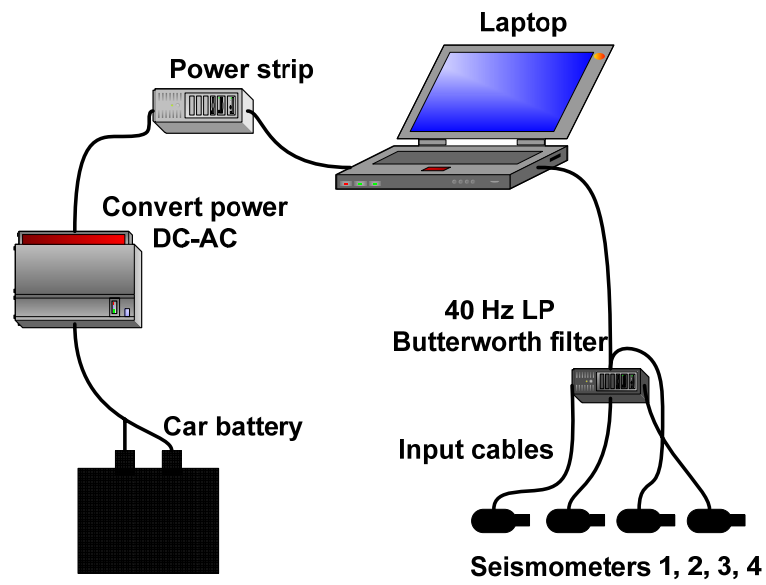 Laptop
Power strip
Convert power
DC-AC
40 Hz LP
Butterworth filter
Car battery
Input cables
Seismometers 1, 2, 3, 4